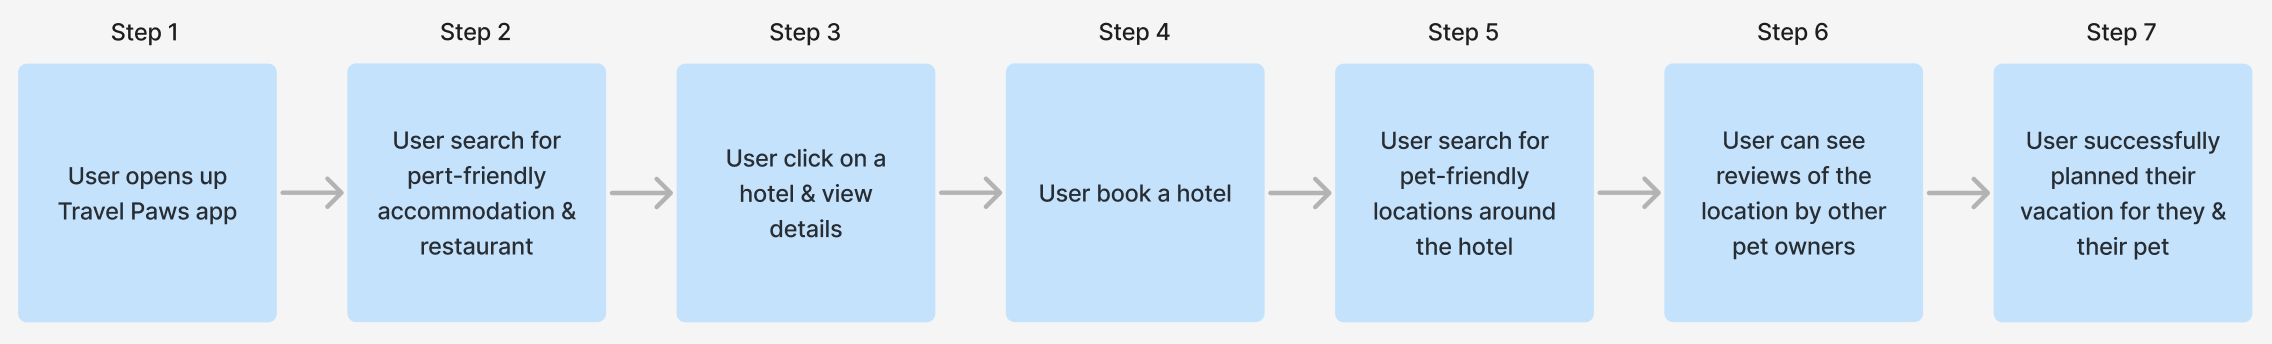 Step 1
User opens up
Travel Paws app
Step 2
User search for
pert-friendly
accommodation &
restaurant
Step 3
User click on a
hotel & view
details
Step 4
User book a hotel
Step 5
User search for
pet-friendly
locations around
the hotel
Step 6
User can see
reviews of the
location by other
pet owners
Step 7
User successfully
planned their
vacation for they &
their pet